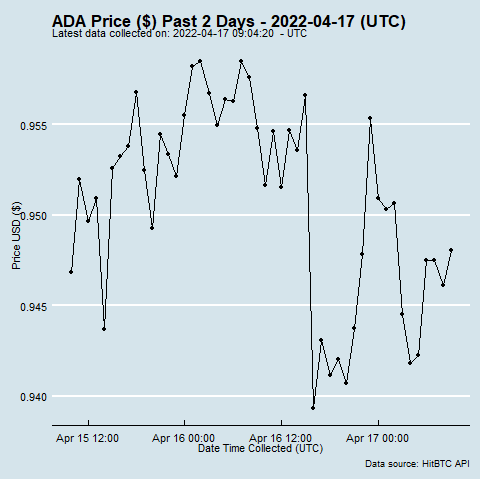 ADA Price ($) Past 2 Days - 2022-04-17 (UTC)
Latest data collected on: 2022-04-17 09:04:20  - UTC
0.955
0.950
0.945
0.940
Price USD ($)
Apr 15 12:00
Apr 16 00:00
Apr 16 12:00
Apr 17 00:00
Date Time Collected (UTC)
Data source: HitBTC API